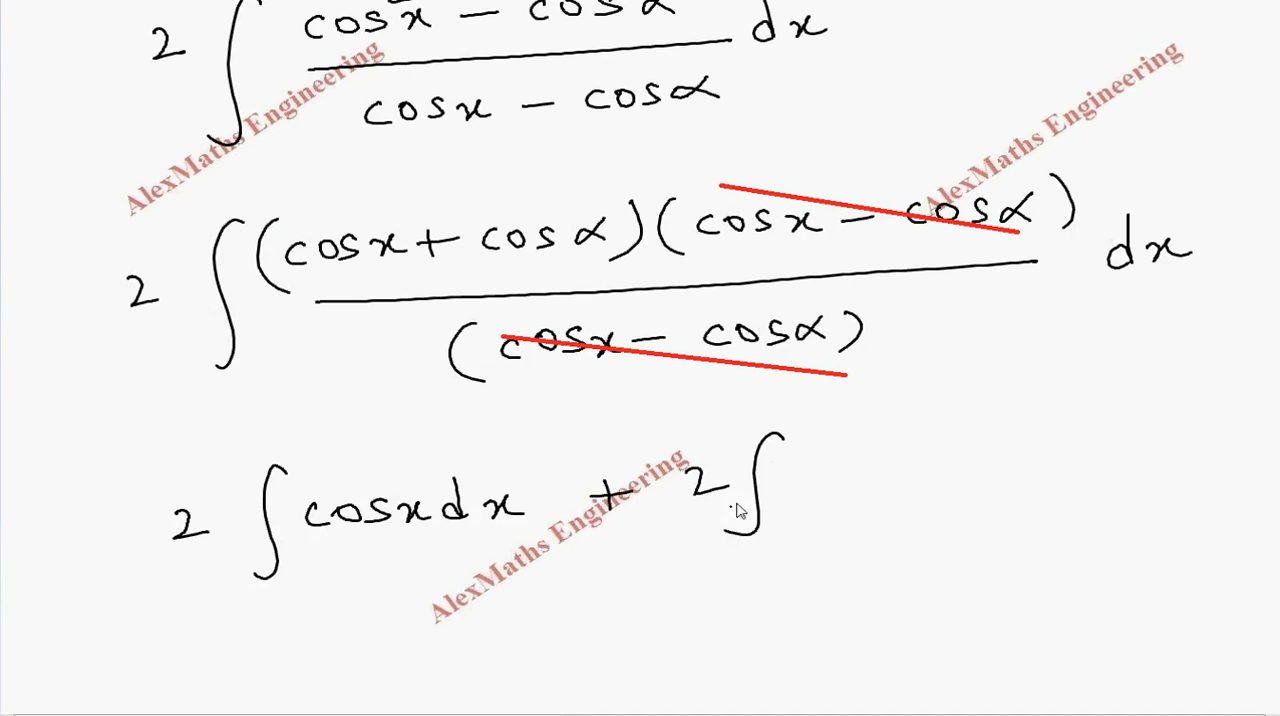 2 ∫ cos²x − cos²α dx
cosx − cosα
2 ∫ (cosx + cosα)(cosx − cosα) dx
(cosx − cosα)
2 ∫ cosx dx + 2 ∫
AlexMaths Engineering
AlexMaths Engineering
AlexMaths Engineering